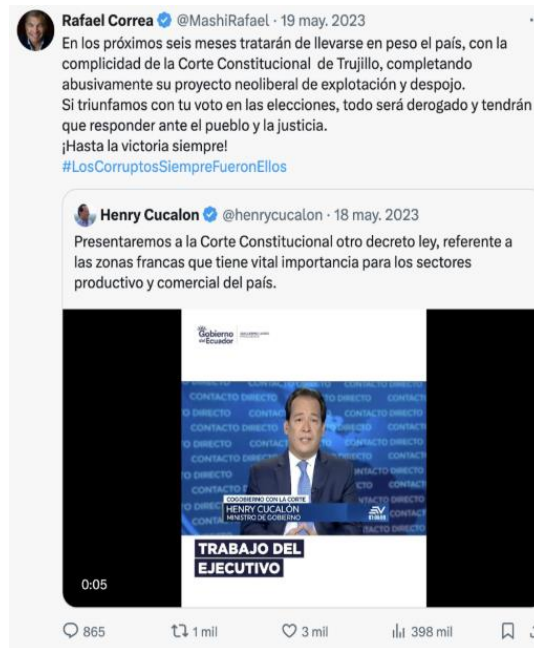 Rafael Correa @MashiRafael · 19 may. 2023
En los próximos seis meses tratarán de llevarse en peso el país, con la
complicidad de la Corte Constitucional de Trujillo, completando
abusivamente su proyecto neoliberal de explotación y despojo.
Si triunfamos con tu voto en las elecciones, todo será derogado y tendrán
que responder ante el pueblo y la justicia.
¡Hasta la victoria siempre!
#LosCorruptosSiempreFueronEllos
Henry Cucalon @henrycucalon · 18 may. 2023
Presentaremos a la Corte Constitucional otro decreto ley, referente a
las zonas francas que tiene vital importancia para los sectores
productivo y comercial del país.
Gobierno
del Ecuador
CONTACTO DIRECTO
COGOBIERNO CON LA CORTE
HENRY CUCALÓN
MINISTRO DE GOBIERNO
TRABAJO DEL
EJECUTIVO
0:05
865 1 mil 3 mil 398 mil